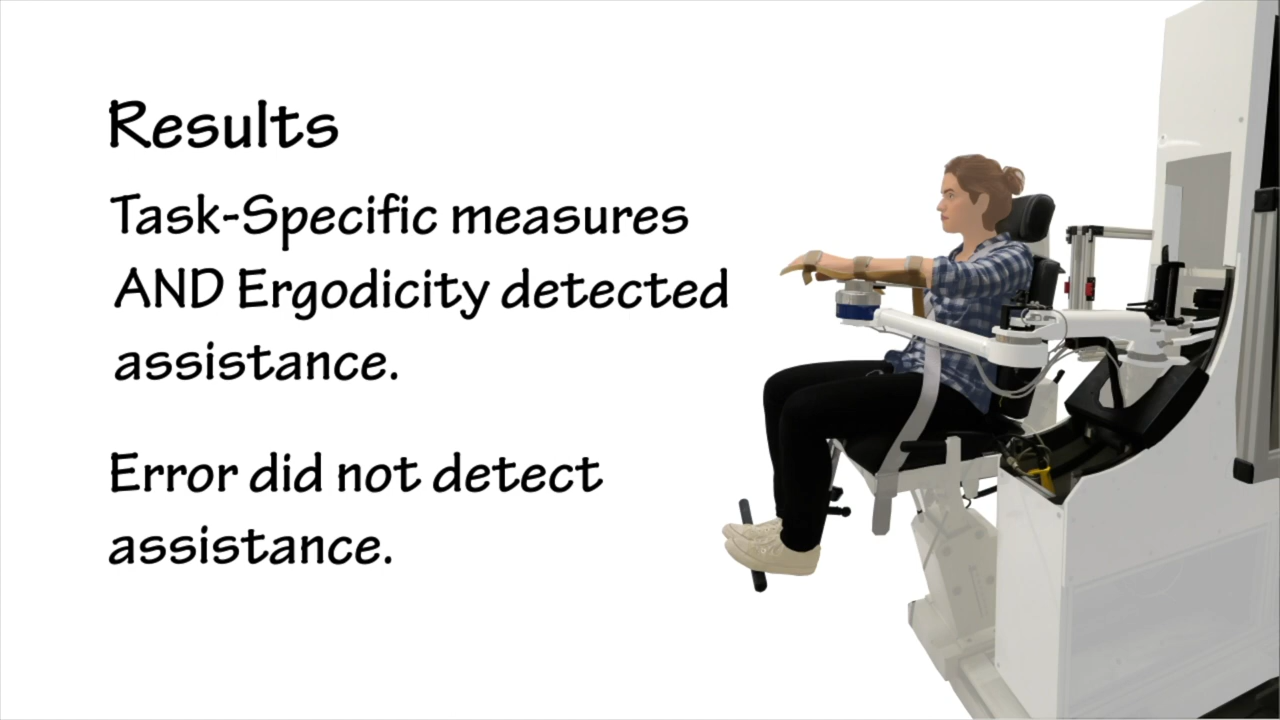 Results
Task-Specific measures
AND Ergodicity detected
assistance.
Error did not detect
assistance.